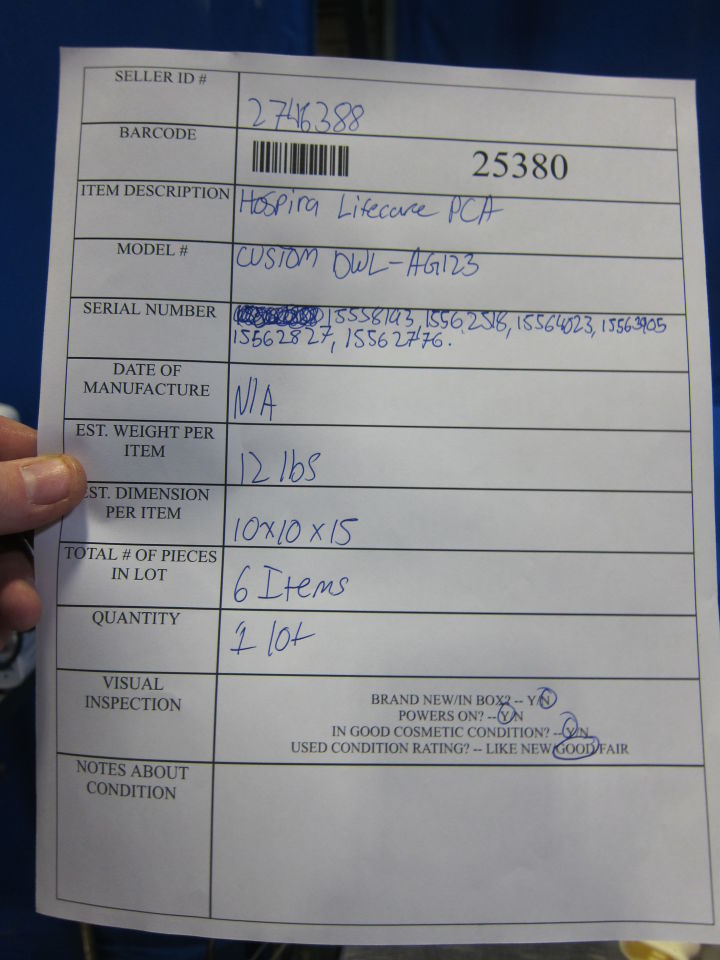 SELLER ID #
2746388
BARCODE
25380
ITEM DESCRIPTION
Hospira Lifecare PCA
MODEL #
CUSTOM DWL-AG123
SERIAL NUMBER
15558193, 15562518, 15564023, 15563905
15562827, 15562776.
DATE OF
MANUFACTURE
N/A
EST. WEIGHT PER
ITEM
12 lbs
EST. DIMENSION
PER ITEM
10x10x15
TOTAL # OF PIECES
IN LOT
6 Items
QUANTITY
1 lot
VISUAL
INSPECTION
BRAND NEW/IN BOX? -- Y/N
POWERS ON? -- Y/N
IN GOOD COSMETIC CONDITION? -- Y/N
USED CONDITION RATING? -- LIKE NEW/GOOD/FAIR
NOTES ABOUT
CONDITION